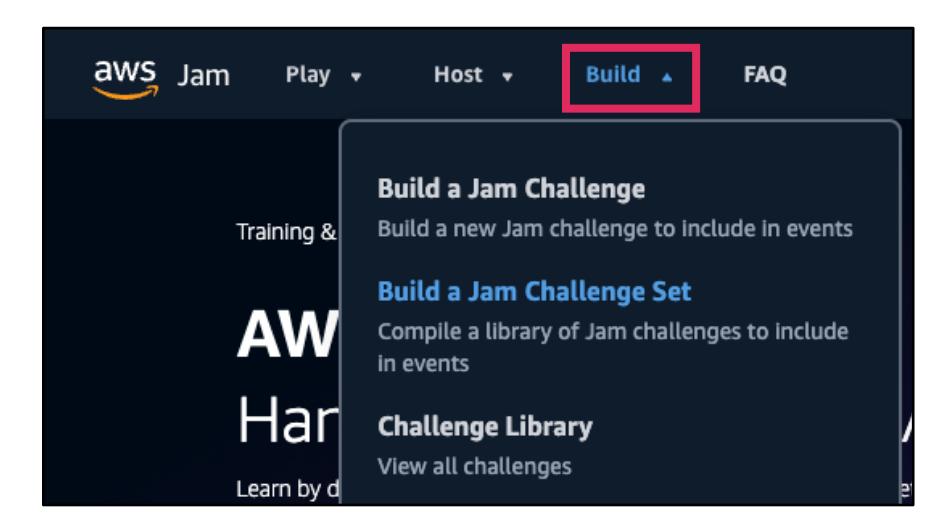 aws Jam Play Host Build FAQ
Build a Jam Challenge
Build a new Jam challenge to include in events
Training &
Build a Jam Challenge Set
Compile a library of Jam challenges to include
in events
AW
Har
Challenge Library
View all challenges
Learn by d